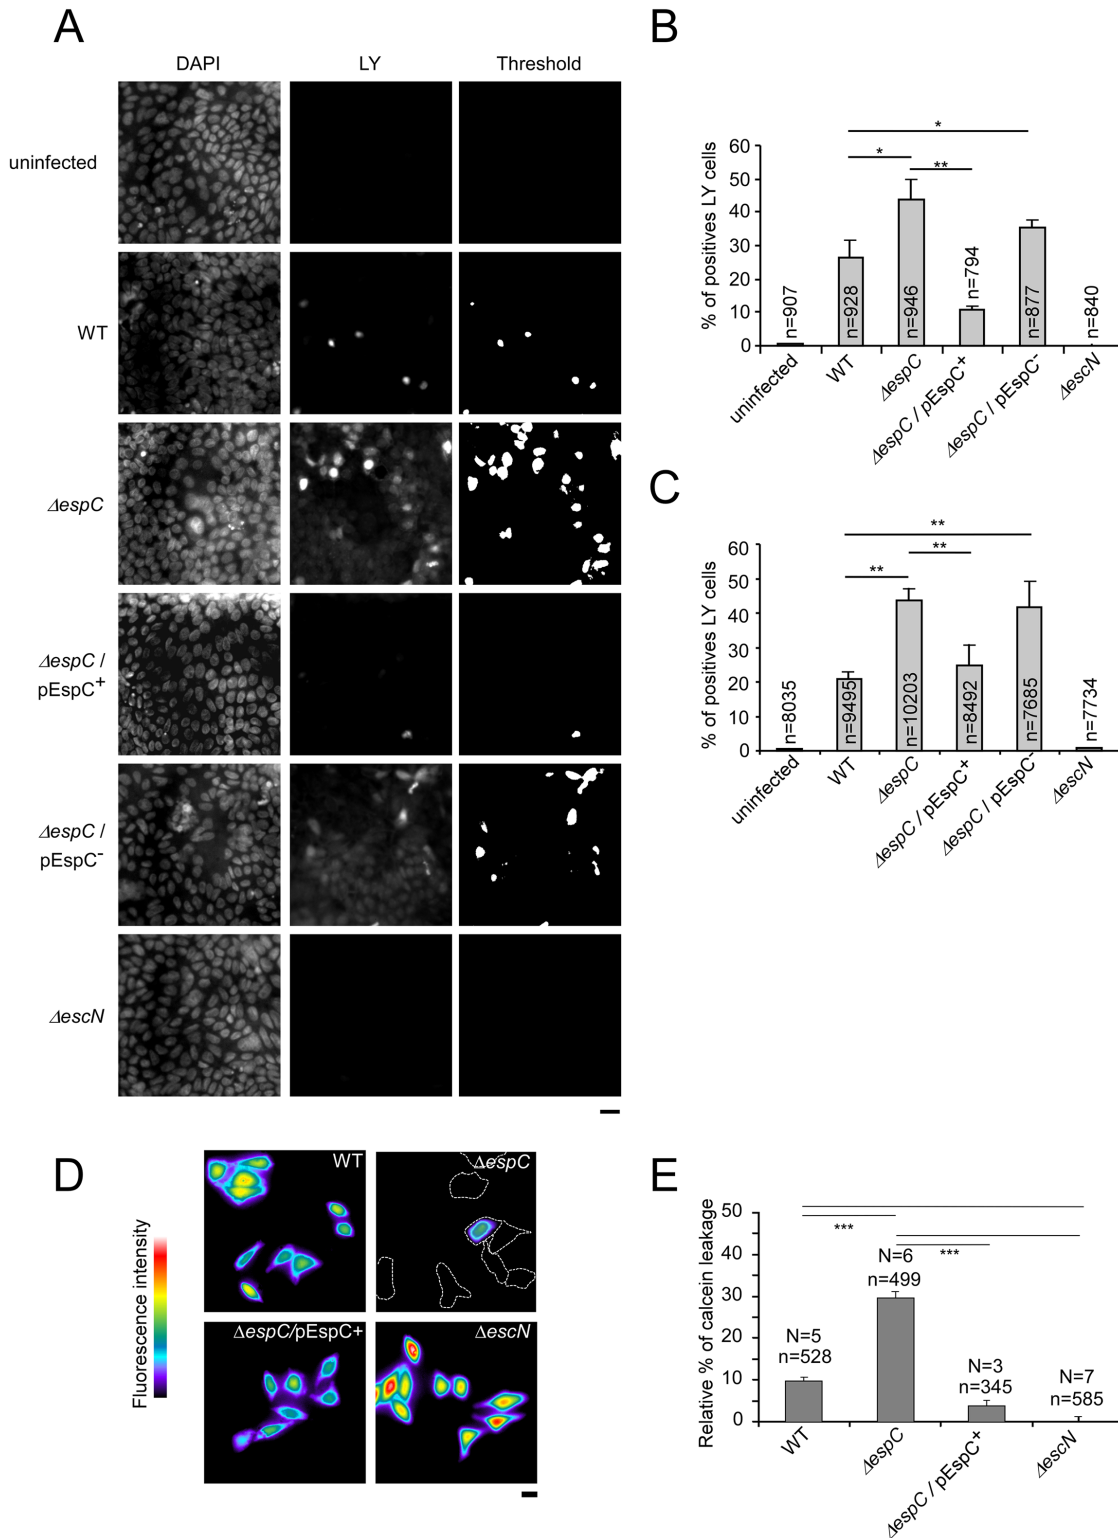 A
DAPI
LY
Threshold
uninfected
WT
ΔespC
ΔespC /
pEspC+
ΔespC /
pEspC-
ΔescN
B
% of positives LY cells
60
50
40
30
20
10
0
*
*
**
n=907
n=928
n=946
n=794
n=877
n=840
uninfected
WT
ΔespC
ΔespC / pEspC+
ΔespC / pEspC-
ΔescN
C
% of positives LY cells
60
50
40
30
20
10
0
**
**
**
n=8035
n=9495
n=10203
n=8492
n=7685
n=7734
uninfected
WT
ΔespC
ΔespC / pEspC+
ΔespC / pEspC-
ΔescN
D
Fluorescence intensity
WT
ΔespC
ΔespC/pEspC+
ΔescN
E
Relative % of calcein leakage
50
40
30
20
10
0
***
***
N=5
n=528
N=6
n=499
N=3
n=345
N=7
n=585
WT
ΔespC
ΔespC / pEspC+
ΔescN